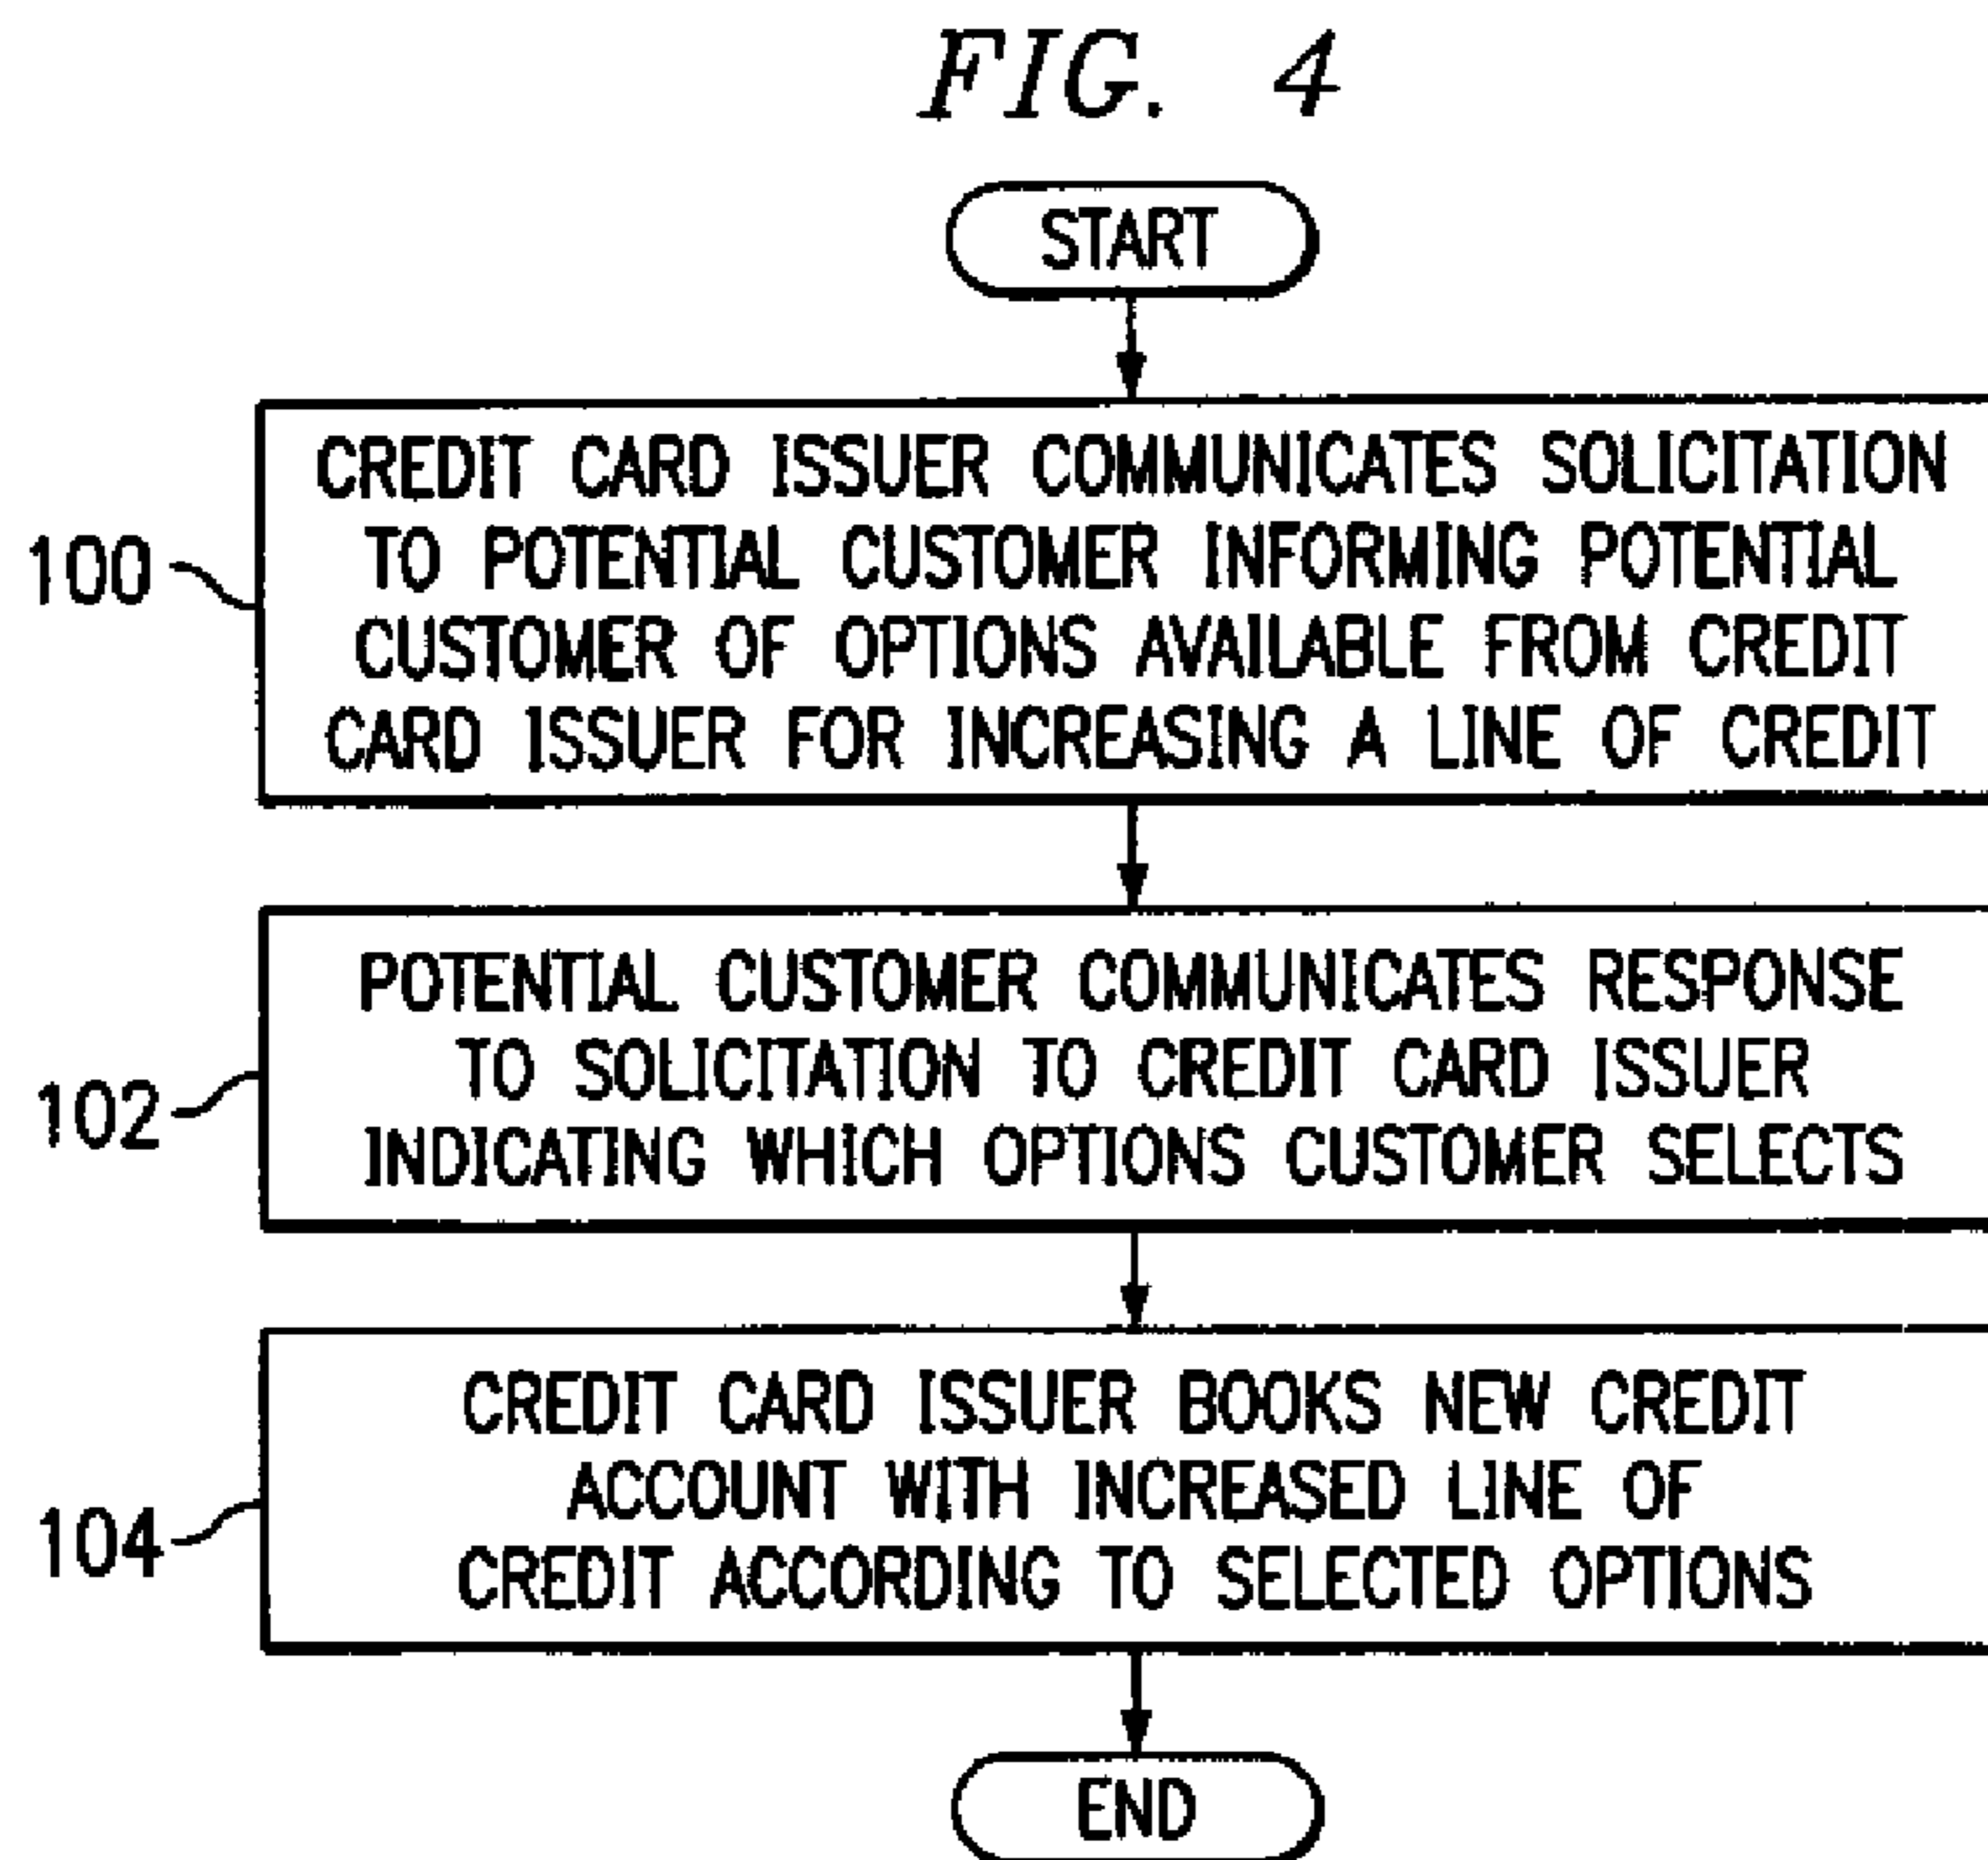 FIG. 4
START
CREDIT CARD ISSUER COMMUNICATES SOLICITATION
TO POTENTIAL CUSTOMER INFORMING POTENTIAL
CUSTOMER OF OPTIONS AVAILABLE FROM CREDIT
CARD ISSUER FOR INCREASING A LINE OF CREDIT
100
POTENTIAL CUSTOMER COMMUNICATES RESPONSE
TO SOLICITATION TO CREDIT CARD ISSUER
INDICATING WHICH OPTIONS CUSTOMER SELECTS
102
CREDIT CARD ISSUER BOOKS NEW CREDIT
ACCOUNT WITH INCREASED LINE OF
CREDIT ACCORDING TO SELECTED OPTIONS
104
END